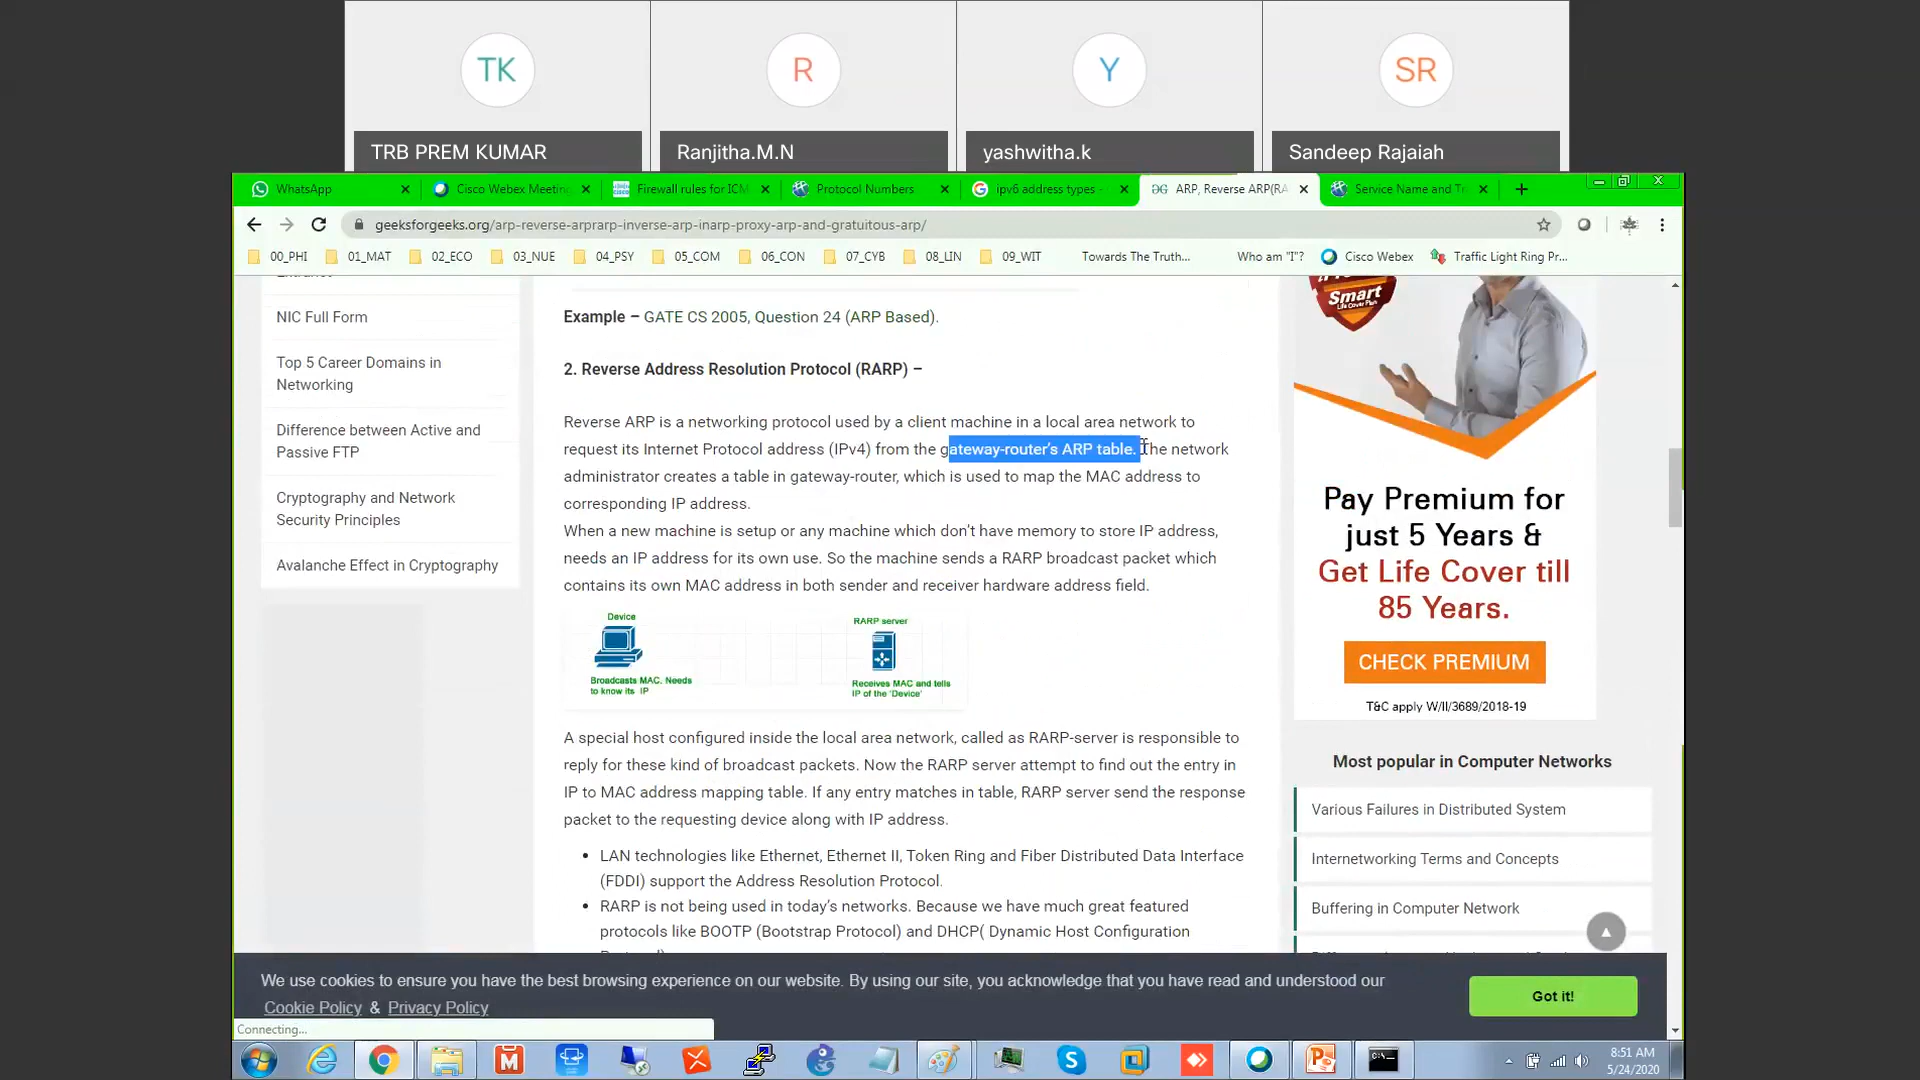 TK
R
Y
SR
TRB PREM KUMAR
Ranjitha.M.N
yashwitha.k
Sandeep Rajaiah
WhatsApp
Cisco Webex Meeting
Firewall rules for ICM
Protocol Numbers
ipv6 address types -
ARP, Reverse ARP(RA
Service Name and Tr
geeksforgeeks.org/arp-reverse-arprarp-inverse-arp-inarp-proxy-arp-and-gratuitous-arp/
00_PHI
01_MAT
02_ECO
03_NUE
04_PSY
05_COM
06_CON
07_CYB
08_LIN
09_WIT
Towards The Truth...
Who am "I"?
Cisco Webex
Traffic Light Ring Pr...
NIC Full Form
Top 5 Career Domains in
Networking
Difference between Active and
Passive FTP
Cryptography and Network
Security Principles
Avalanche Effect in Cryptography
Example – GATE CS 2005, Question 24 (ARP Based).
2. Reverse Address Resolution Protocol (RARP) –
Reverse ARP is a networking protocol used by a client machine in a local area network to
request its Internet Protocol address (IPv4) from the gateway-router's ARP table. The network
administrator creates a table in gateway-router, which is used to map the MAC address to
corresponding IP address.
When a new machine is setup or any machine which don't have memory to store IP address,
needs an IP address for its own use. So the machine sends a RARP broadcast packet which
contains its own MAC address in both sender and receiver hardware address field.
Device
Broadcasts MAC. Needs
to know its IP
RARP server
Receives MAC and tells
IP of the 'Device'
A special host configured inside the local area network, called as RARP-server is responsible to
reply for these kind of broadcast packets. Now the RARP server attempt to find out the entry in
IP to MAC address mapping table. If any entry matches in table, RARP server send the response
packet to the requesting device along with IP address.
• LAN technologies like Ethernet, Ethernet II, Token Ring and Fiber Distributed Data Interface
(FDDI) support the Address Resolution Protocol.
• RARP is not being used in today's networks. Because we have much great featured
protocols like BOOTP (Bootstrap Protocol) and DHCP( Dynamic Host Configuration
Smart
Pay Premium for
just 5 Years &
Get Life Cover till
85 Years.
CHECK PREMIUM
T&C apply W/II/3689/2018-19
Most popular in Computer Networks
Various Failures in Distributed System
Internetworking Terms and Concepts
Buffering in Computer Network
We use cookies to ensure you have the best browsing experience on our website. By using our site, you acknowledge that you have read and understood our
Cookie Policy & Privacy Policy
Got it!
Connecting...
8:51 AM
5/24/2020